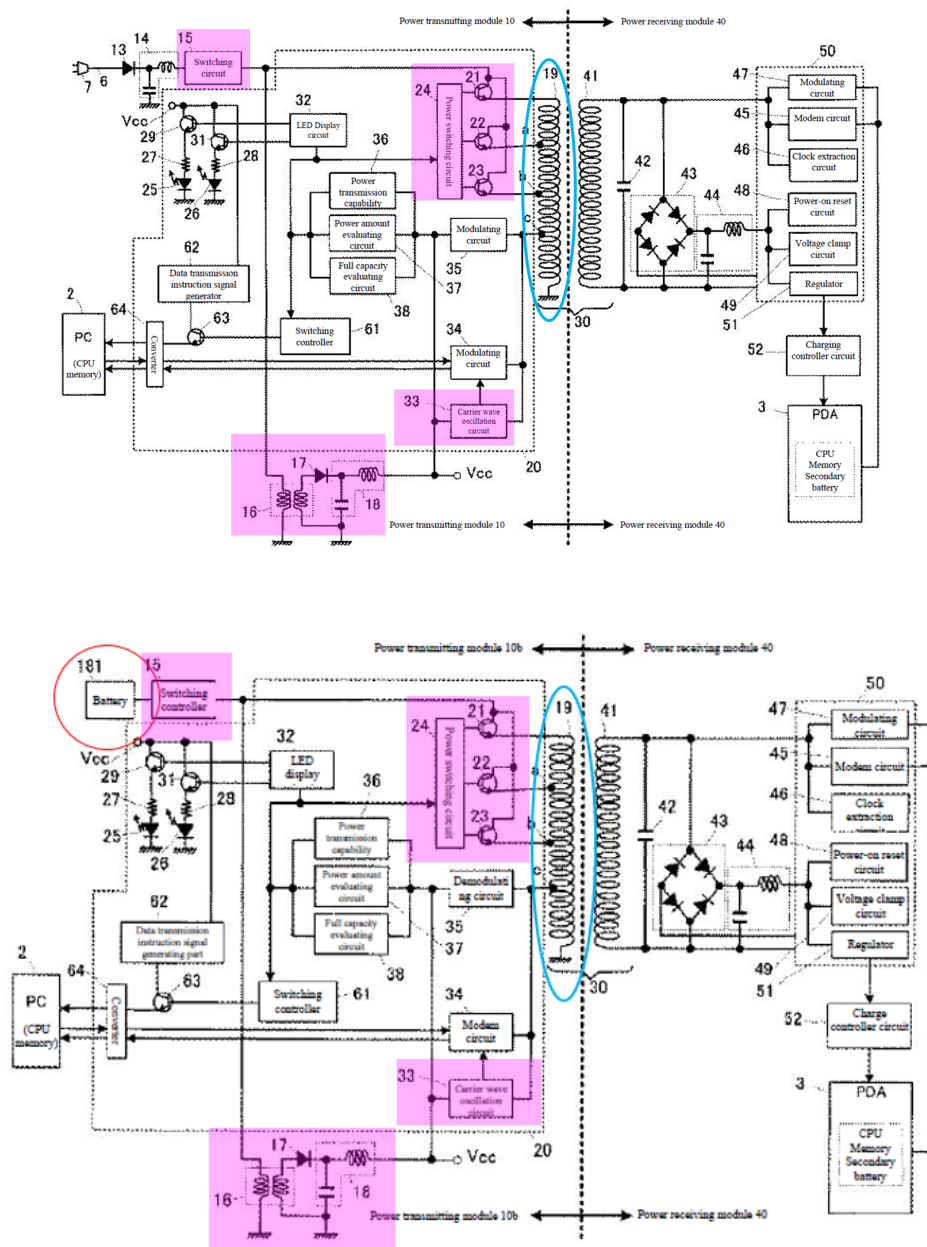 Power transmitting module 10
Power receiving module 40
14
15
13
Switching
circuit
7
6
32
24
21
19
41
50
47
Modulating
circuit
Vcc
29
31
LED Display
circuit
Power switching circuit
22
a
45
Modem circuit
27
28
36
42
46
Clock extraction
circuit
25
26
Power
transmission
capability
23
b
43
44
48
Power-on reset
circuit
62
Power amount
evaluating
circuit
Modulating
circuit
c
Voltage clamp
circuit
Data transmission
instruction signal
generator
Full capacity
evaluating
circuit
35
37
49
Regulator
2
64
63
38
30
51
PC
(CPU
memory)
Converter
Switching
controller
61
34
Modulating
circuit
52
Charging
controller circuit
33
Carrier wave
oscillation
circuit
3
PDA
20
CPU
Memory
Secondary
battery
17
Vcc
16
18
Power transmitting module 10
Power receiving module 40
Power transmitting module 10b
Power receiving module 40
181
15
Battery
Switching
controller
24
21
19
41
50
47
Modulating
circuit
32
Vcc
29
31
LED
display
Power switching circuit
22
a
45
Modem circuit
27
28
36
42
46
Clock
extraction
25
26
Power
transmission
capability
23
b
43
44
48
Power-on reset
circuit
Power amount
evaluating circuit
Demodulati
ng circuit
c
Voltage clamp
circuit
62
Data transmission
instruction signal
generating part
Full capacity
evaluating
circuit
35
37
49
Regulator
2
64
63
38
30
51
PC
(CPU
memory)
Converter
Switching
controller
61
34
Modem
circuit
52
Charge
controller circuit
33
Carrier wave
oscillation
circuit
3
PDA
20
CPU
Memory
Secondary
battery
17
Vcc
16
18
Power transmitting module 10b
Power receiving module 40